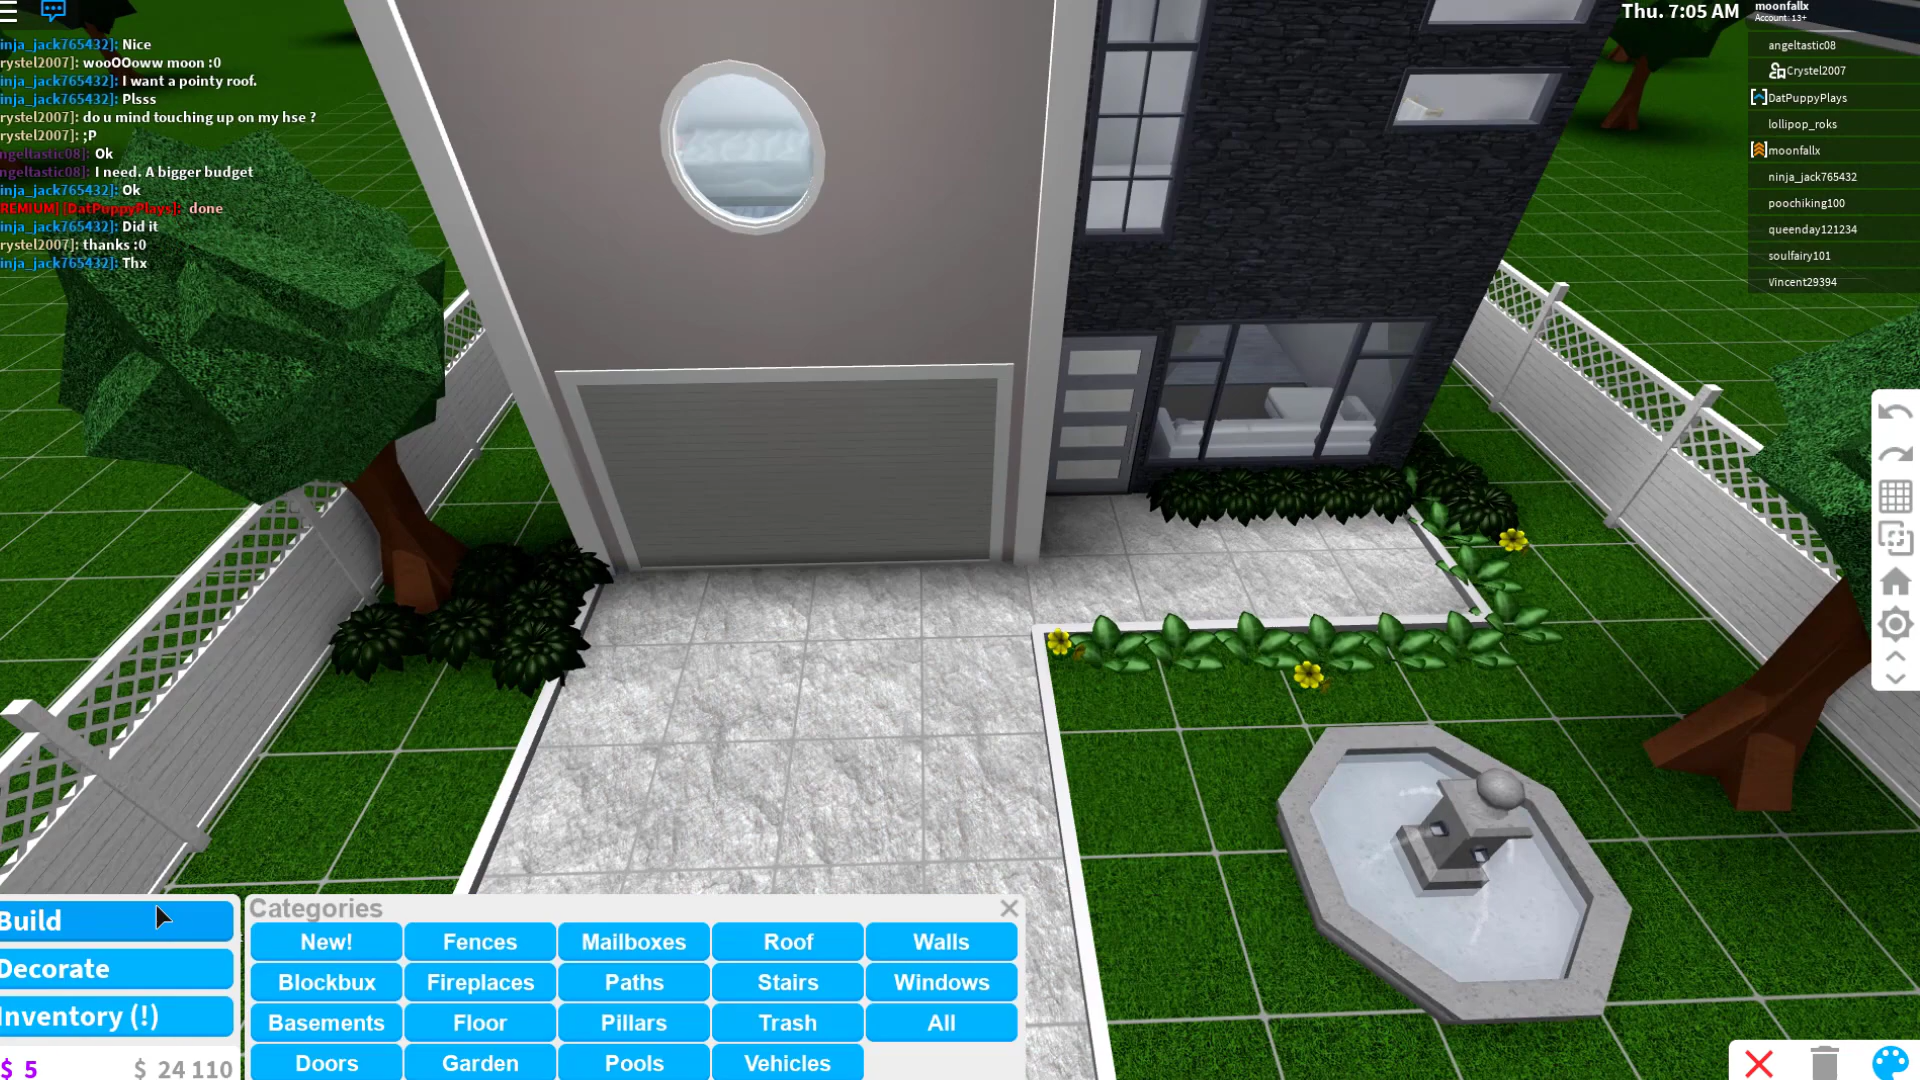 Thu. 7:05 AM
moonfallx
Account: 13+
angeltastic08
Crystel2007
DatPuppyPlays
lollipop_roks
moonfallx
ninja_jack765432
poochiking100
queenday121234
soulfairy101
Vincent29394
inja_jack765432]: Nice
rystel2007]: wooOOoww moon :0
inja_jack765432]: I want a pointy roof.
inja_jack765432]: Plsss
rystel2007]: do u mind touching up on my hse ?
rystel2007]: ;P
ngeltastic08]: Ok
ngeltastic08]: I need. A bigger budget
inja_jack765432]: Ok
REMIUM] [DatPuppyPlays]: done
inja_jack765432]: Did it
rystel2007]: thanks :0
inja_jack765432]: Thx
Build
Decorate
Inventory (!)
$ 5 $ 24 110
Categories
New! Fences Mailboxes Roof Walls
Blockbux Fireplaces Paths Stairs Windows
Basements Floor Pillars Trash All
Doors Garden Pools Vehicles